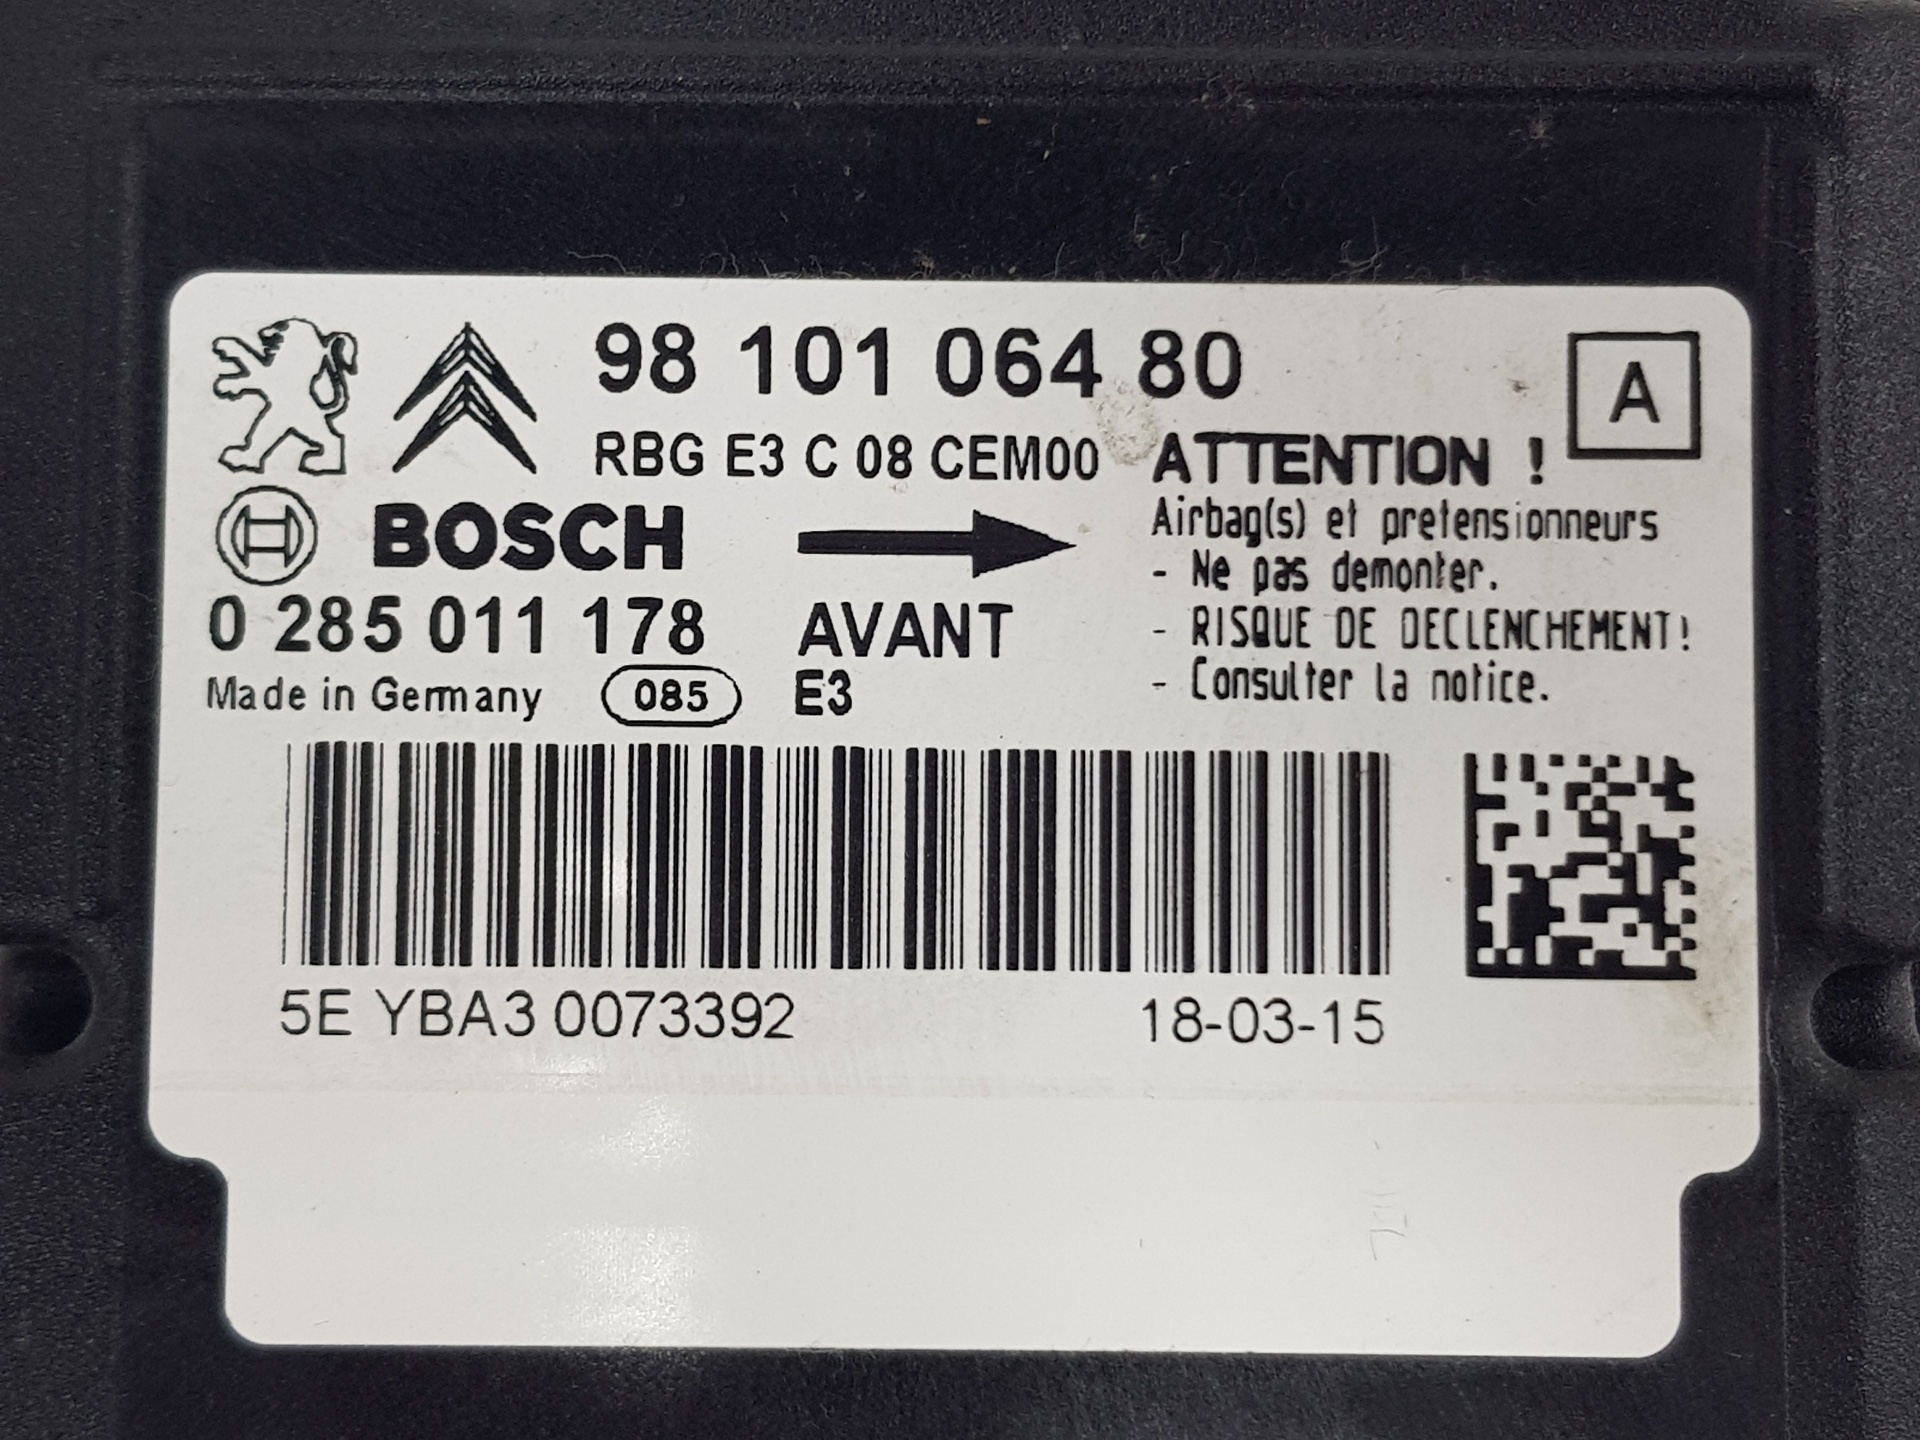 98 101 064 80
A
RBG E3 C 08 CEM00
ATTENTION !
BOSCH
Airbag(s) et pretensionneurs
- Ne pas demonter.
0 285 011 178
AVANT
- RISQUE DE DECLENCHEMENT!
Made in Germany
085
E3
- Consulter la notice.
5E YBA3 0073392
18-03-15